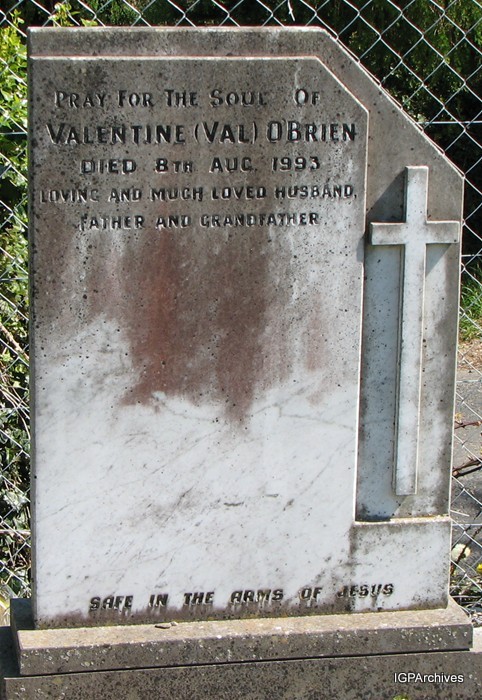 Pray For The Soul Of
Valentine (Val) O'Brien
Died 8th Aug. 1993
Loving and much loved husband,
father and grandfather
Safe in the arms of Jesus
IGPArchives